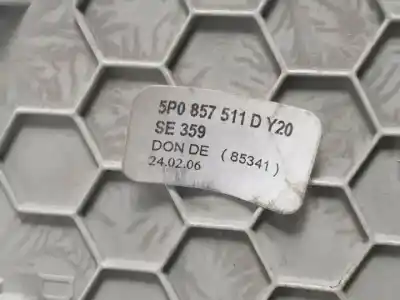 5P0 857 511 D Y20
SE 359
DON DE ( 85341 )
24.02.06